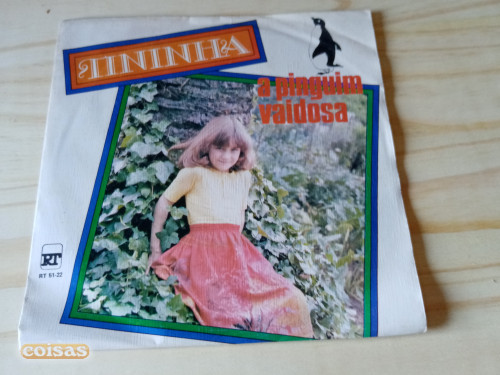 TININHA
a pinguim
vaidosa
RT
RT 51-22
coisas